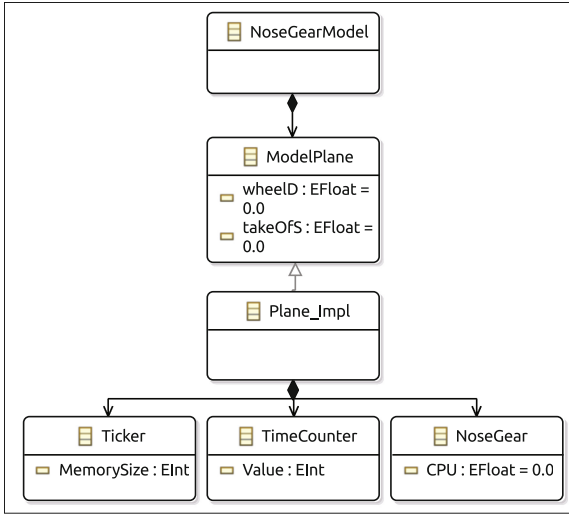 NoseGearModel
ModelPlane
wheelD : EFloat =
0.0
takeOfS : EFloat =
0.0
Plane_Impl
Ticker
MemorySize : EInt
TimeCounter
Value : EInt
NoseGear
CPU : EFloat = 0.0